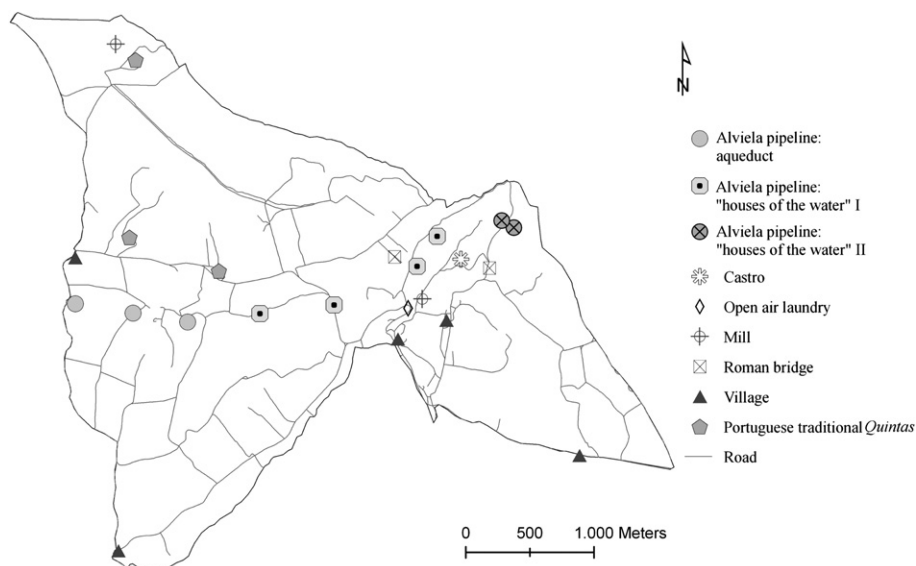 N
Alviela pipeline:
aqueduct
Alviela pipeline:
"houses of the water" I
Alviela pipeline:
"houses of the water" II
Castro
Open air laundry
Mill
Roman bridge
Village
Portuguese traditional Quintas
Road
0 500 1.000 Meters